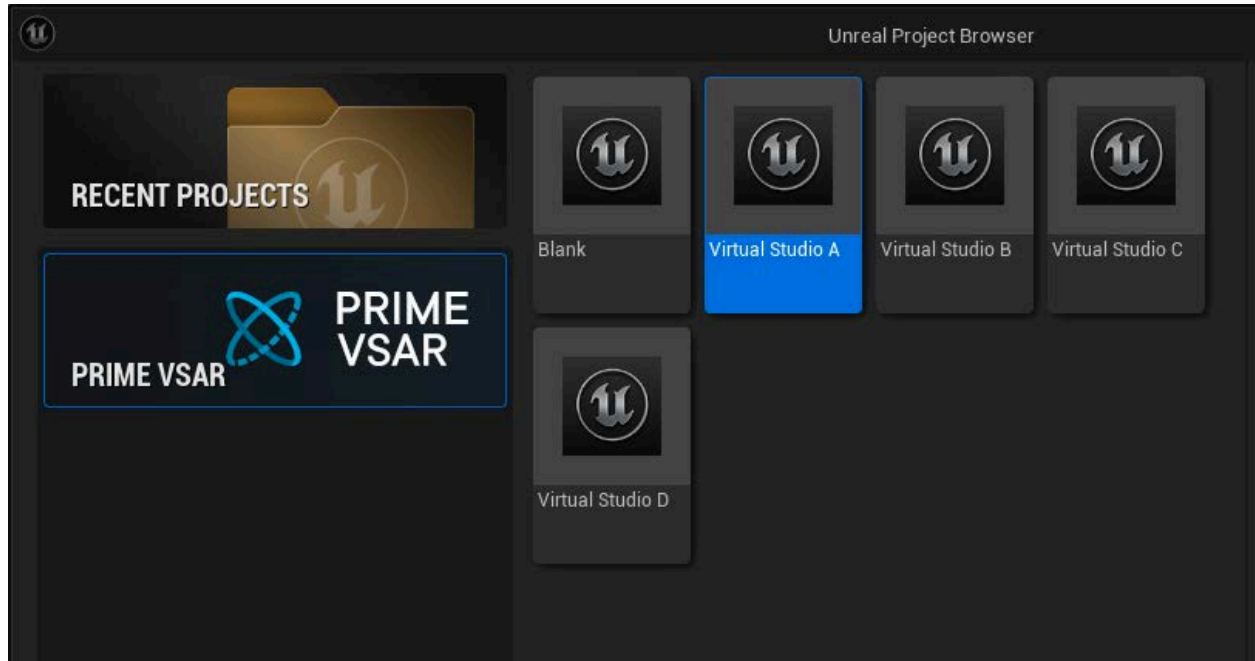 Unreal Project Browser
RECENT PROJECTS
PRIME
VSAR
PRIME VSAR
Blank
Virtual Studio A
Virtual Studio B
Virtual Studio C
Virtual Studio D